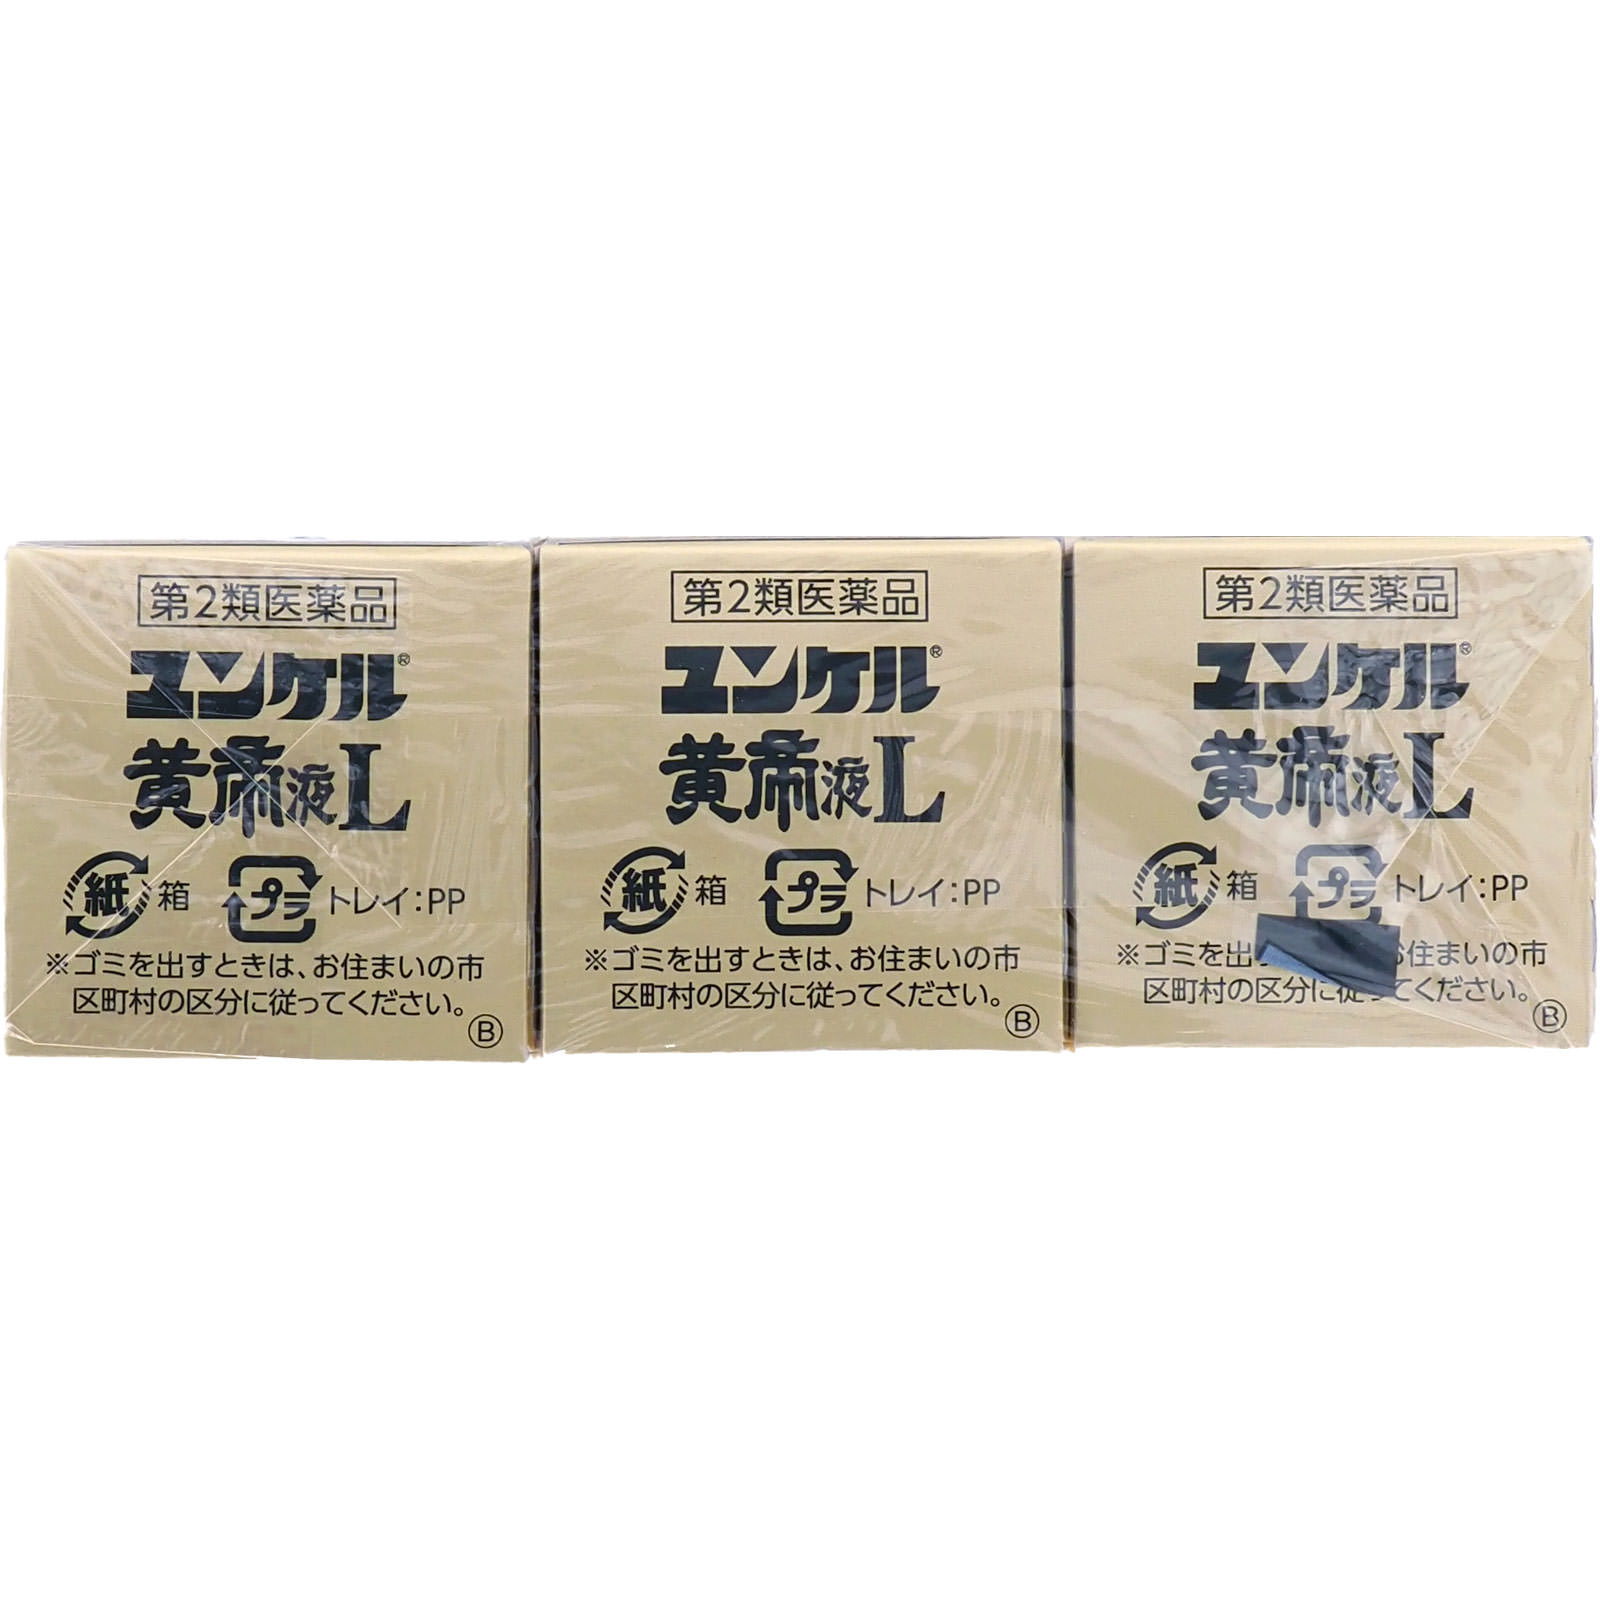 第2類医薬品
ユンケル®
黄帝液L
紙 箱 プラ トレイ:PP
※ゴミを出すときは、お住まいの市
区町村の区分に従ってください。
Ⓑ
第2類医薬品
ユンケル®
黄帝液L
紙 箱 プラ トレイ:PP
※ゴミを出すときは、お住まいの市
区町村の区分に従ってください。
Ⓑ
第2類医薬品
ユンケル®
黄帝液L
紙 箱 プラ トレイ:PP
※ゴミを出 お住まいの市
区町村の区分に従ってください。
Ⓑ